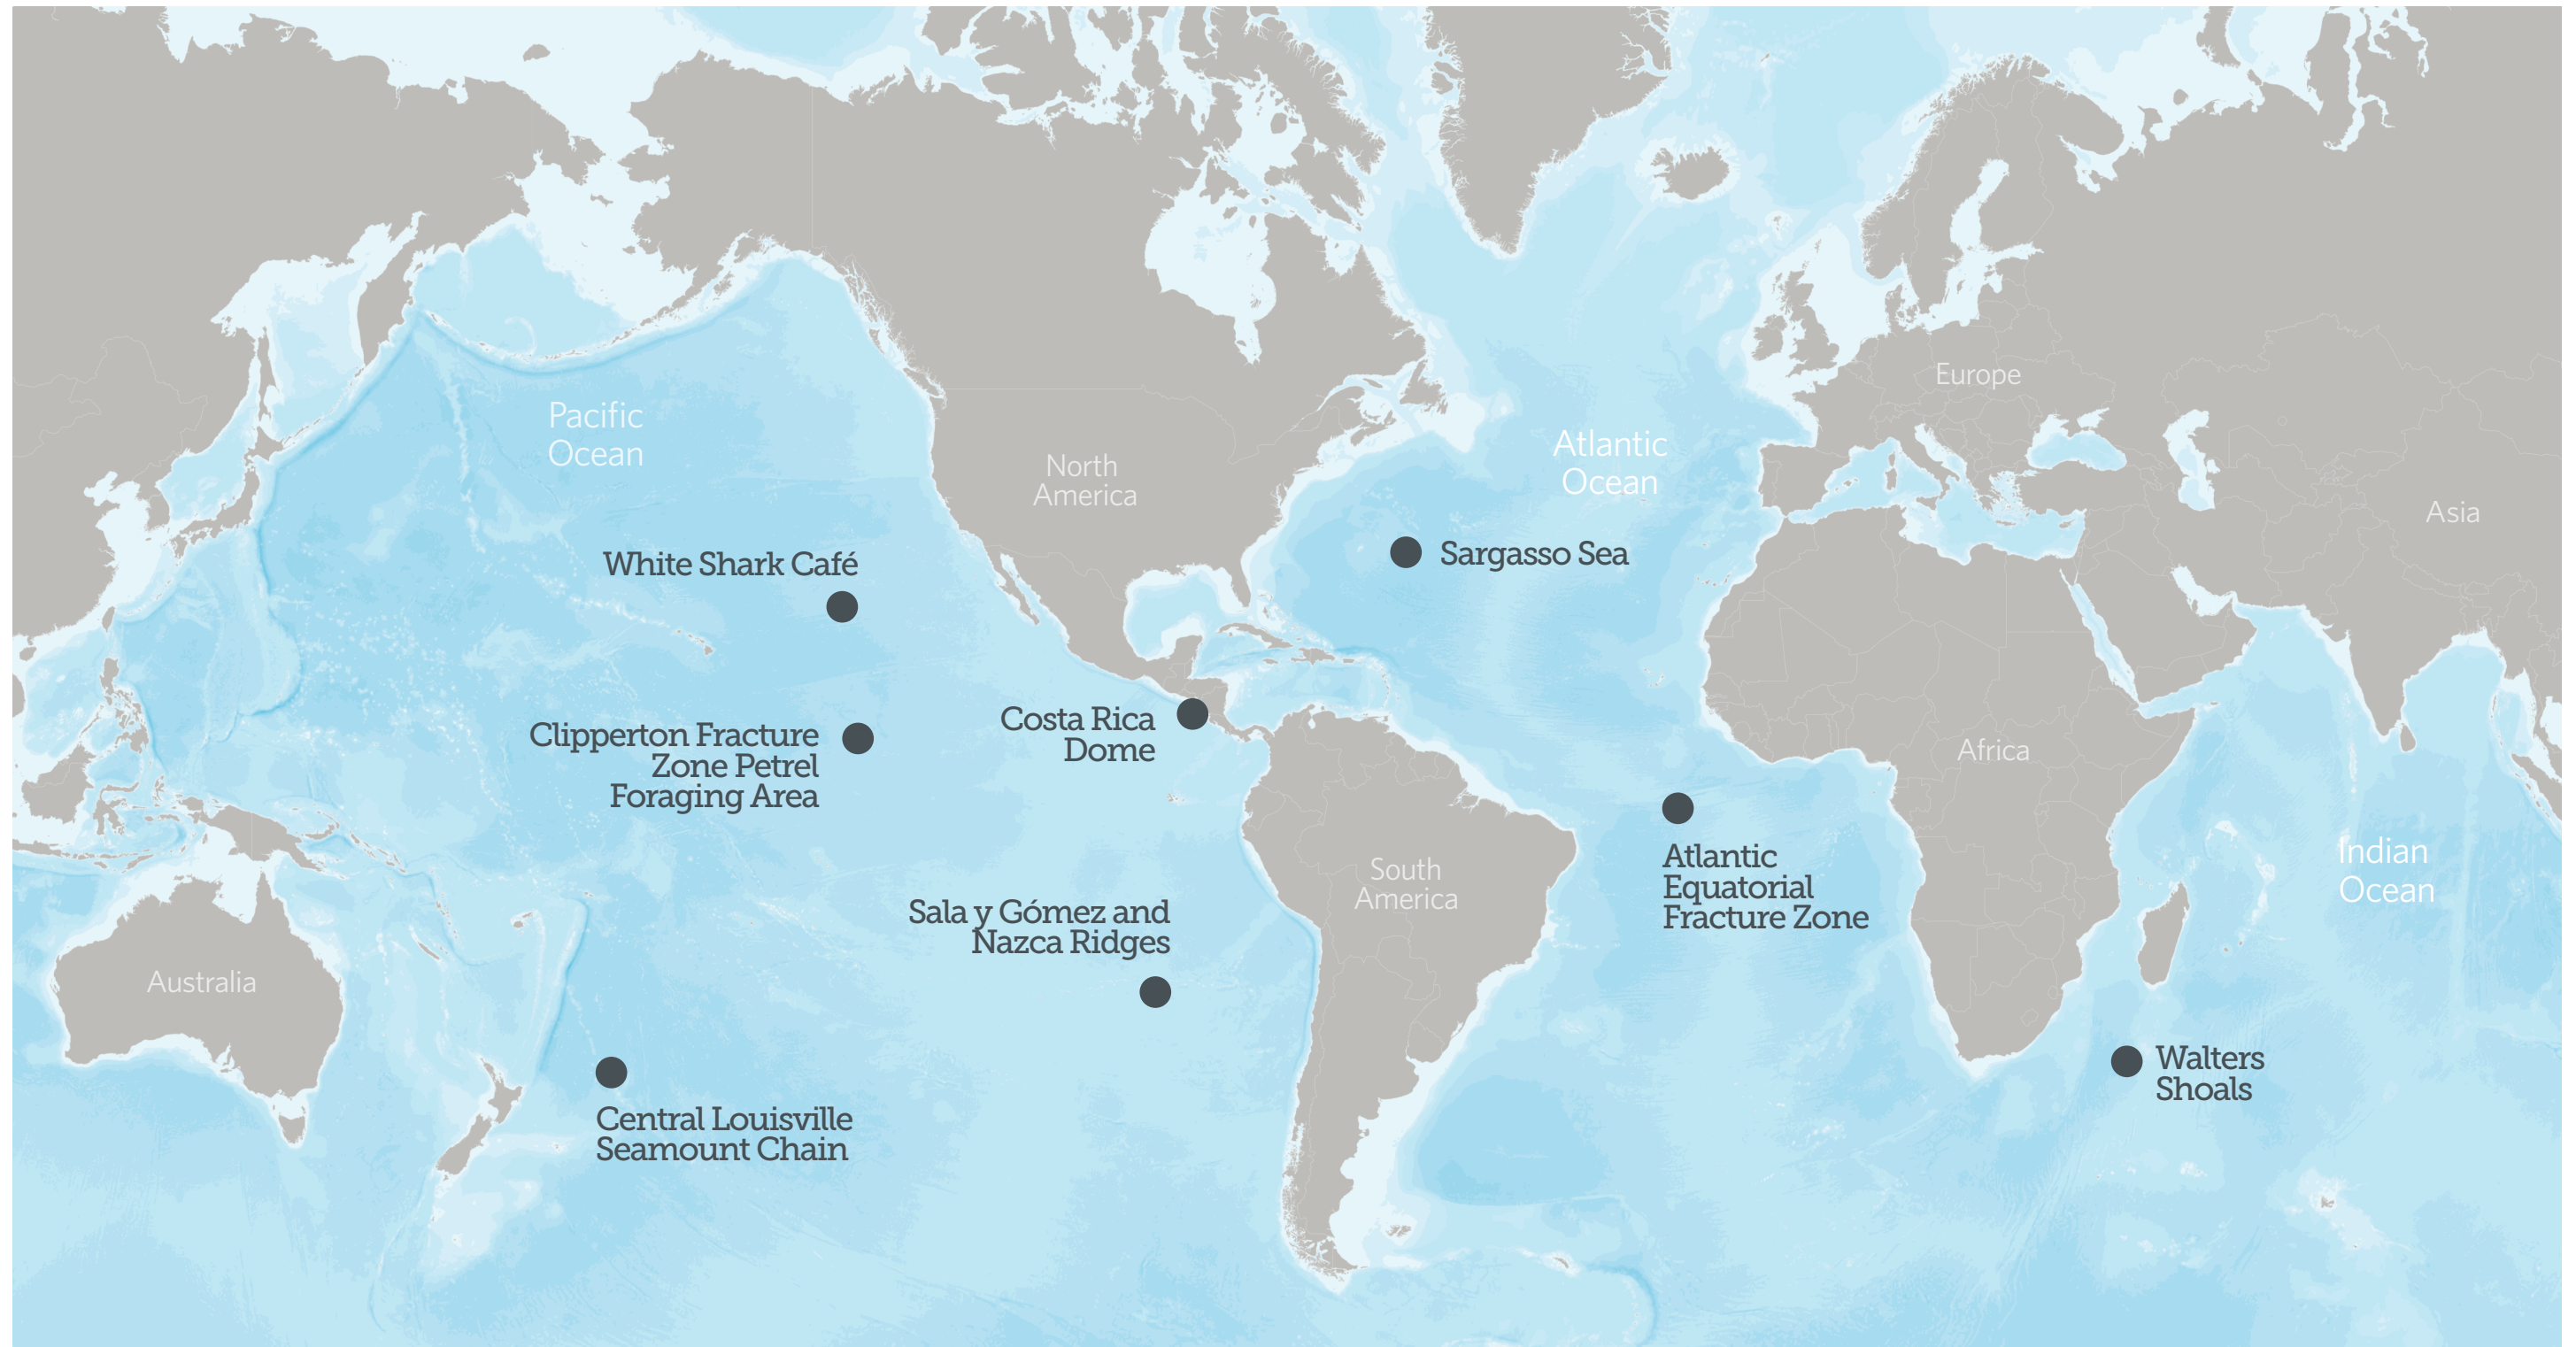 Europe
Pacific
Ocean
Atlantic
Ocean
North
America
Asia
White Shark Café
Sargasso Sea
Costa Rica
Dome
Clipperton Fracture
Zone Petrel
Foraging Area
Africa
Atlantic
Equatorial
Fracture Zone
Indian
Ocean
South
America
Sala y Gómez and
Nazca Ridges
Australia
Walters
Shoals
Central Louisville
Seamount Chain